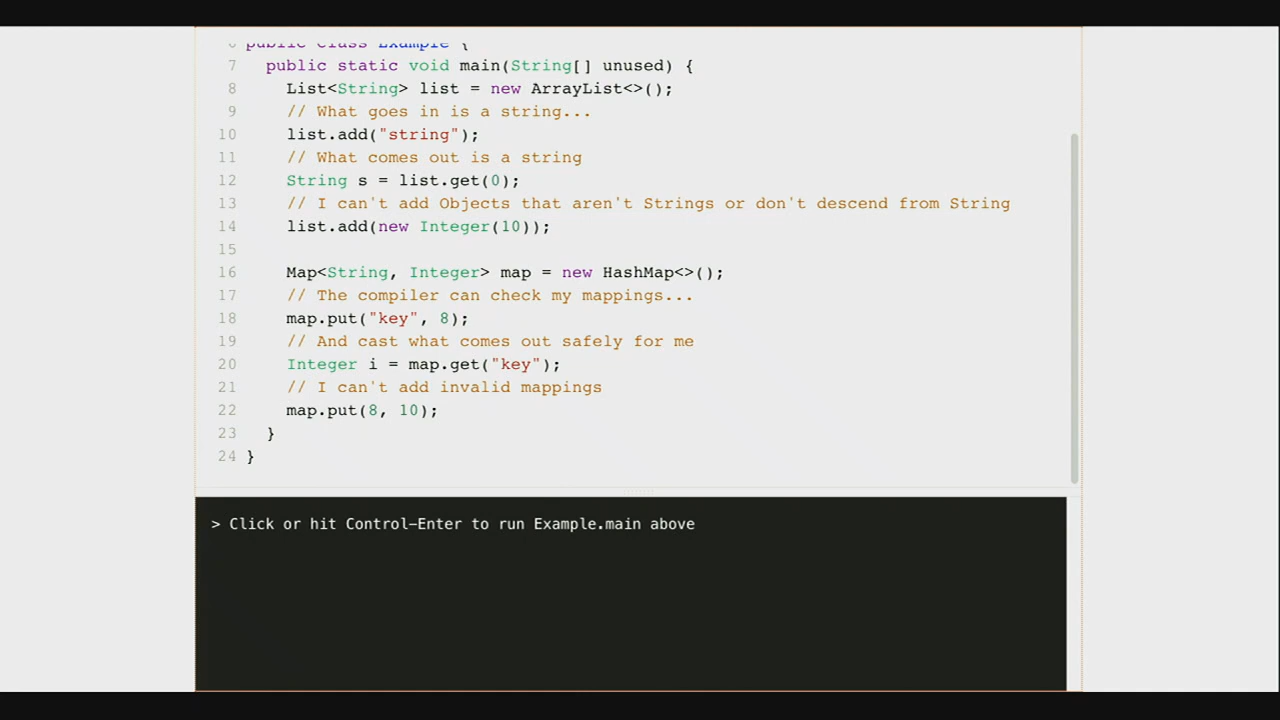 6 public class Example {
7 public static void main(String[] unused) {
8 List<String> list = new ArrayList<>();
9 // What goes in is a string...
10 list.add("string");
11 // What comes out is a string
12 String s = list.get(0);
13 // I can't add Objects that aren't Strings or don't descend from String
14 list.add(new Integer(10));
15
16 Map<String, Integer> map = new HashMap<>();
17 // The compiler can check my mappings...
18 map.put("key", 8);
19 // And cast what comes out safely for me
20 Integer i = map.get("key");
21 // I can't add invalid mappings
22 map.put(8, 10);
23 }
24 }
> Click or hit Control-Enter to run Example.main above